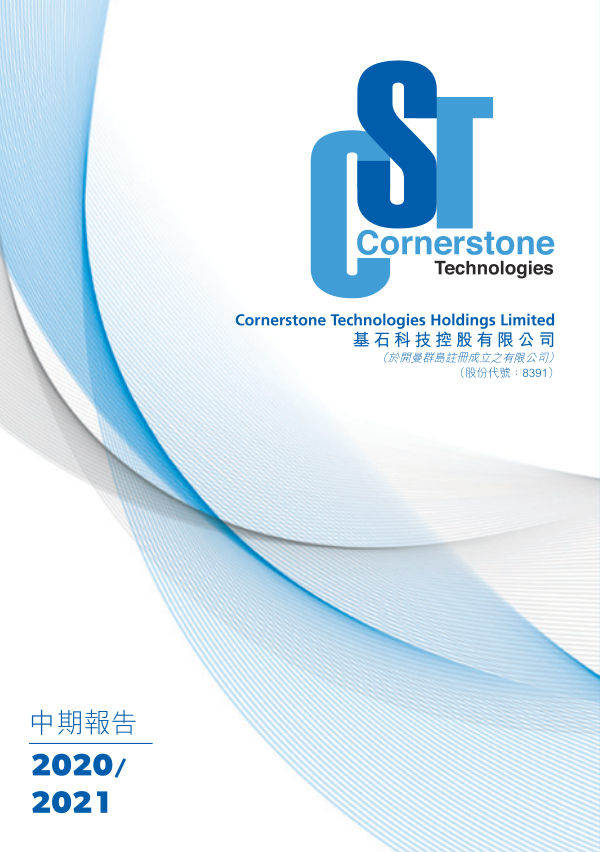 CST
Cornerstone
Technologies
Cornerstone Technologies Holdings Limited
基石科技控股有限公司
（於開曼群島註冊成立之有限公司）
（股份代號：8391）
中期報告
2020/
2021